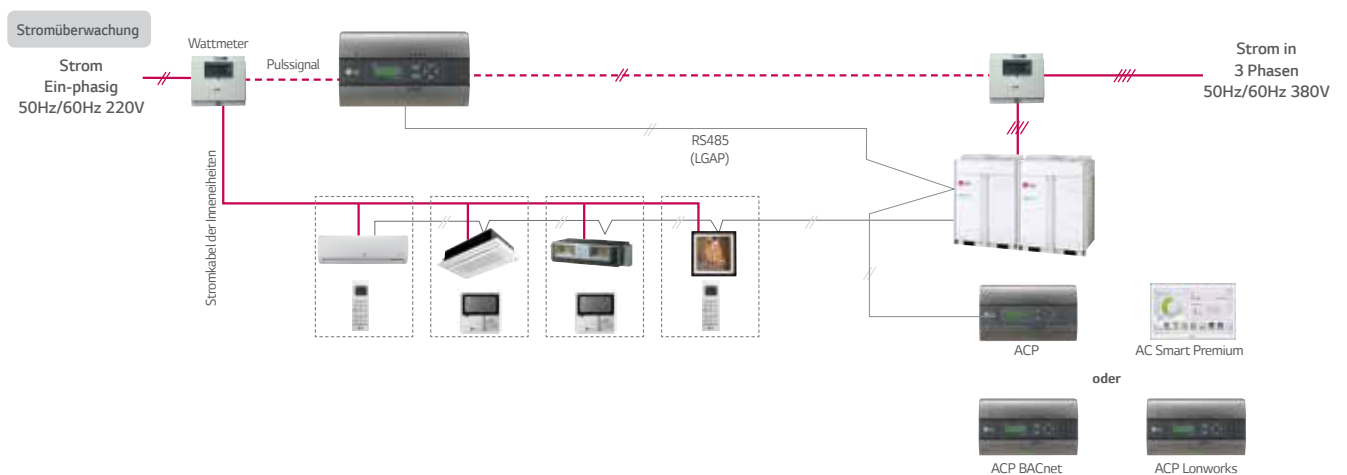 Stromüberwachung
Wattmeter
Strom
Ein-phasig
50Hz/60Hz 220V
Pulssignal
Strom in
3 Phasen
50Hz/60Hz 380V
RS485
(LGAP)
Stromkabel der Inneneiheiten
ACP
AC Smart Premium
oder
ACP BACnet
ACP Lonworks